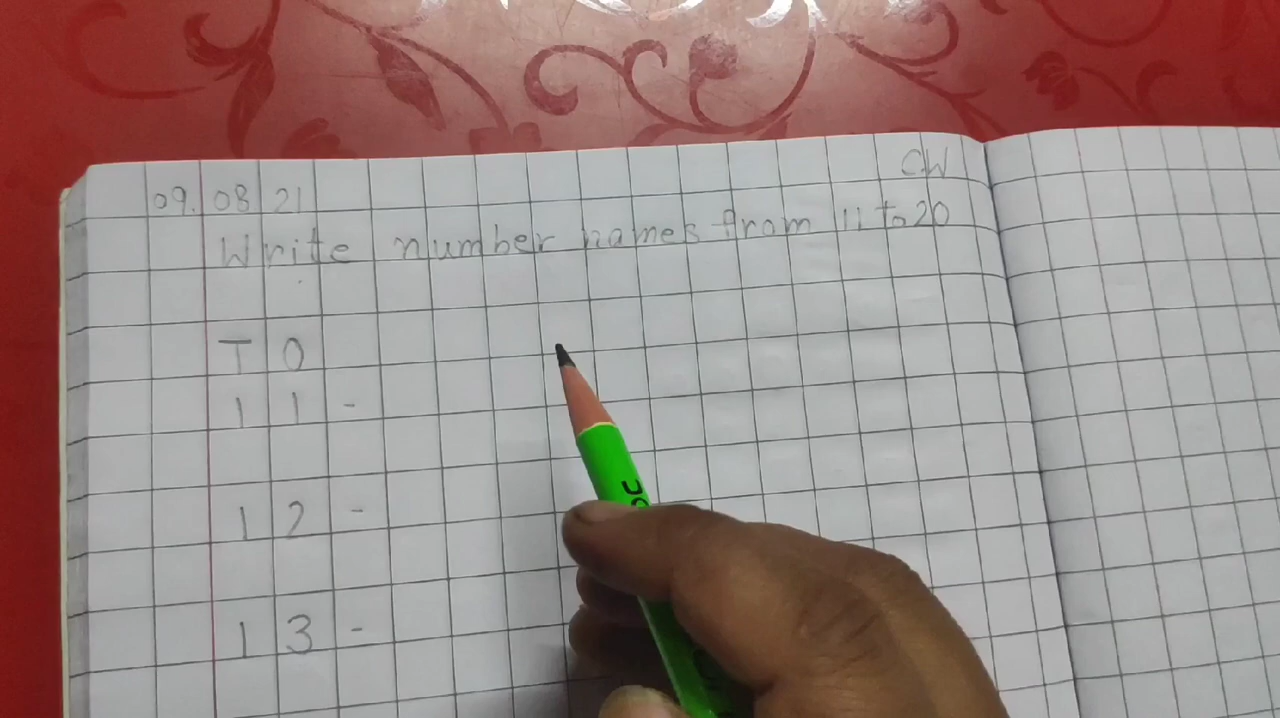 CW
09. 08 21
Write number names from 11 to 20
T O
1 1 -
1 2 -
1 3 -